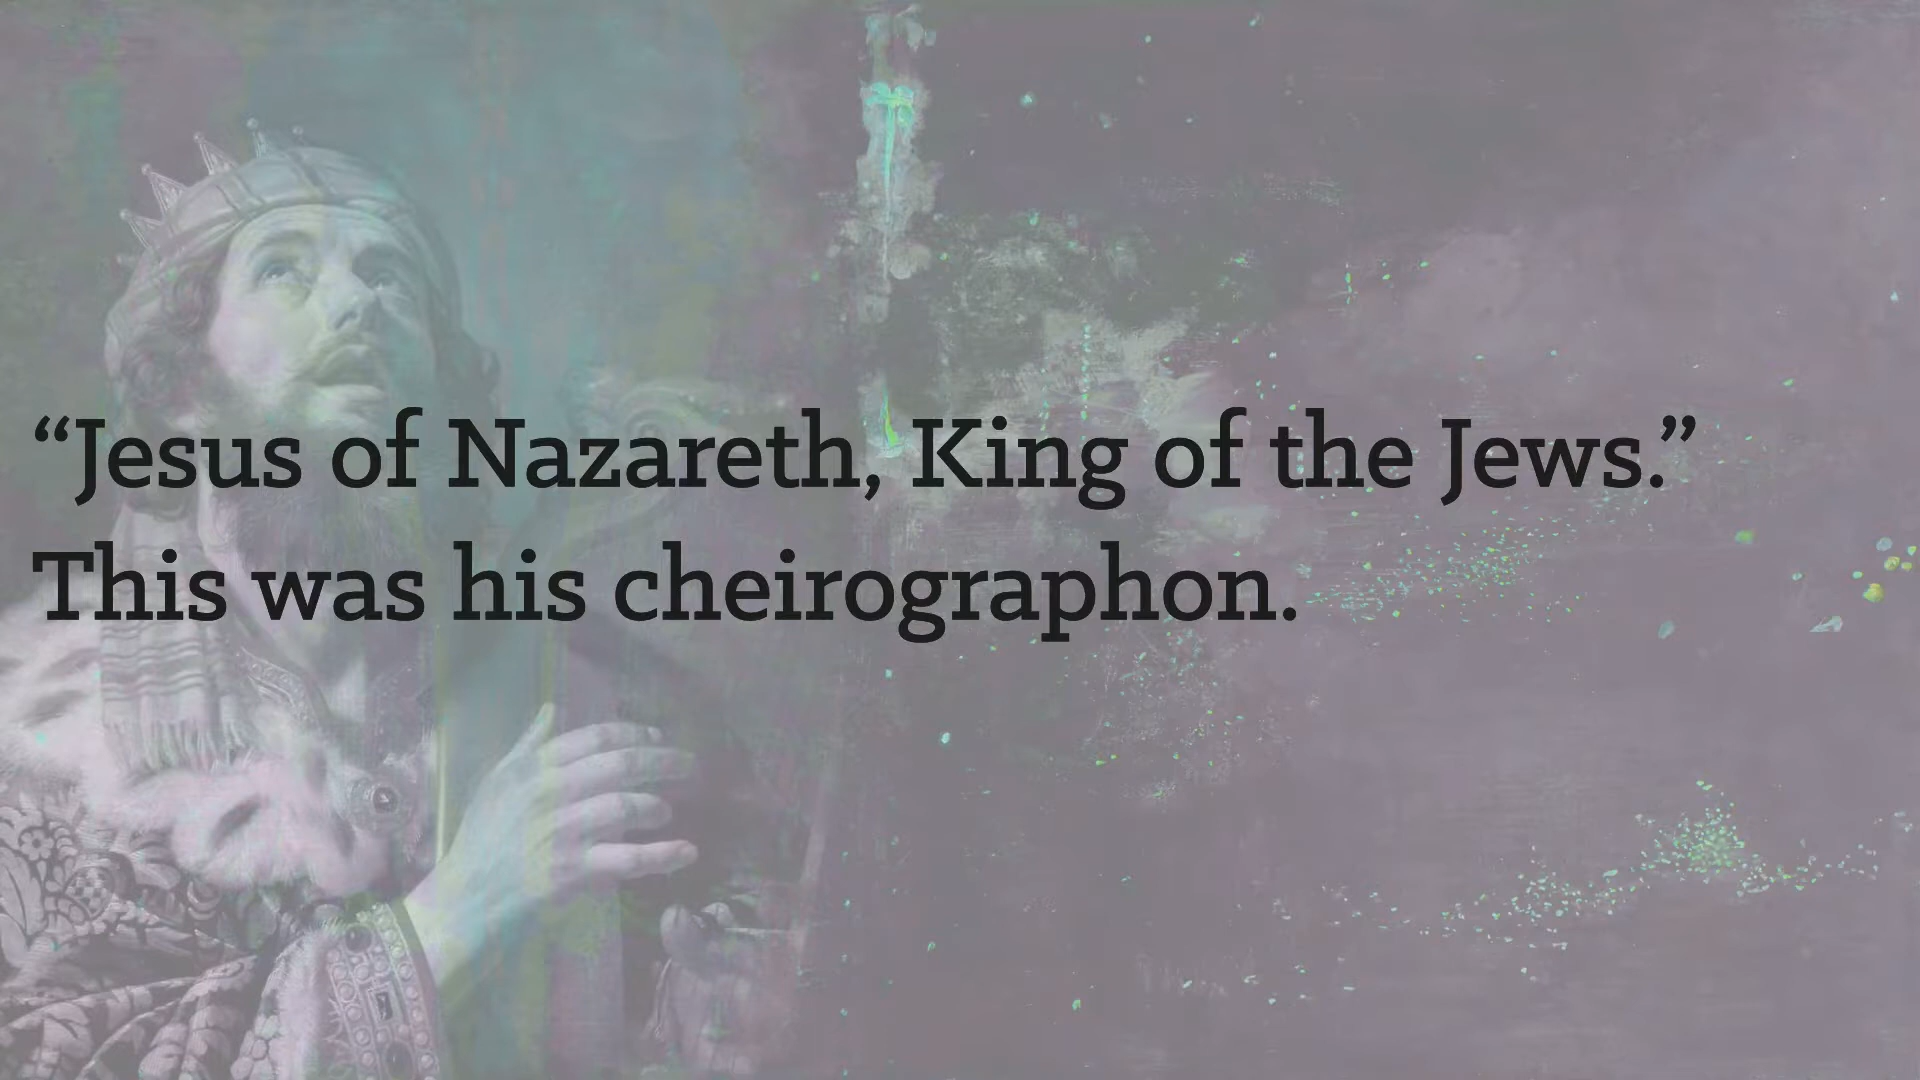 “Jesus of Nazareth, King of the Jews.”
This was his cheirographon.